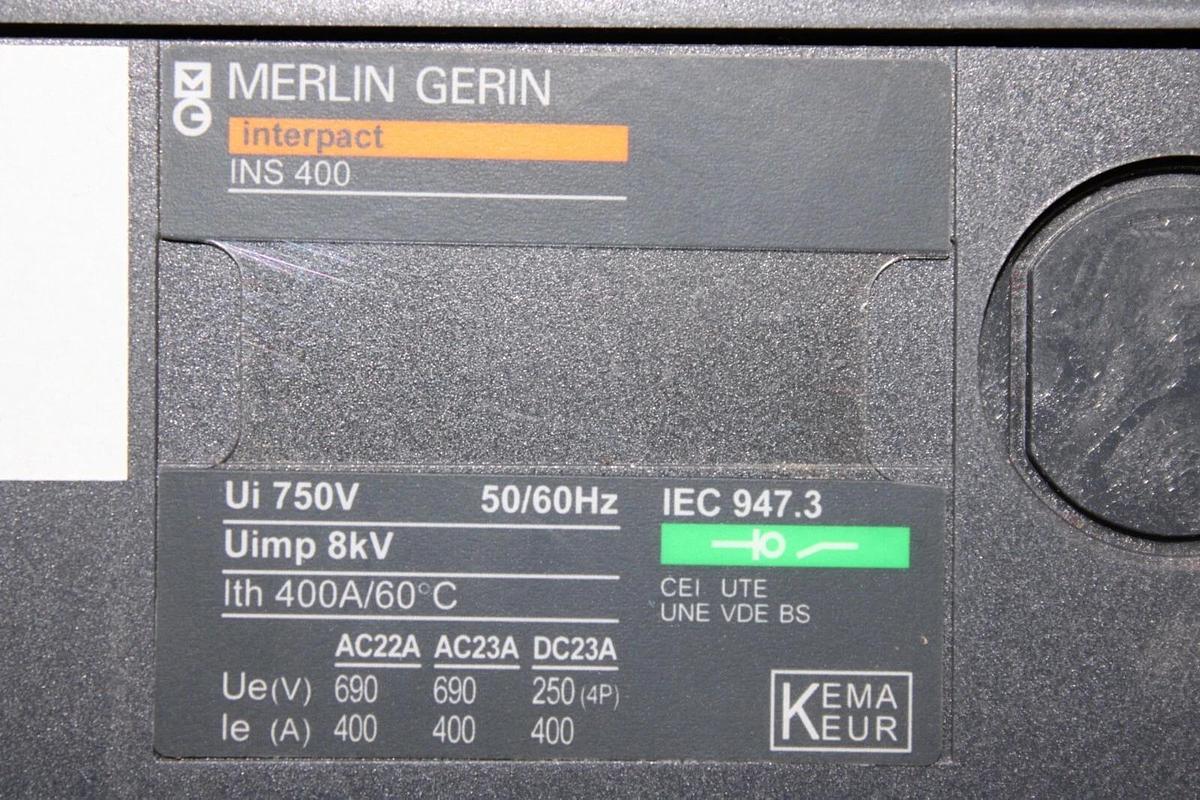 MG
MERLIN GERIN
interpact
INS 400
Ui 750V 50/60Hz
Uimp 8kV
Ith 400A/60°C
AC22A AC23A DC23A
Ue(V) 690 690 250 (4P)
Ie (A) 400 400 400
IEC 947.3
CEI UTE
UNE VDE BS
KEMA
KEUR